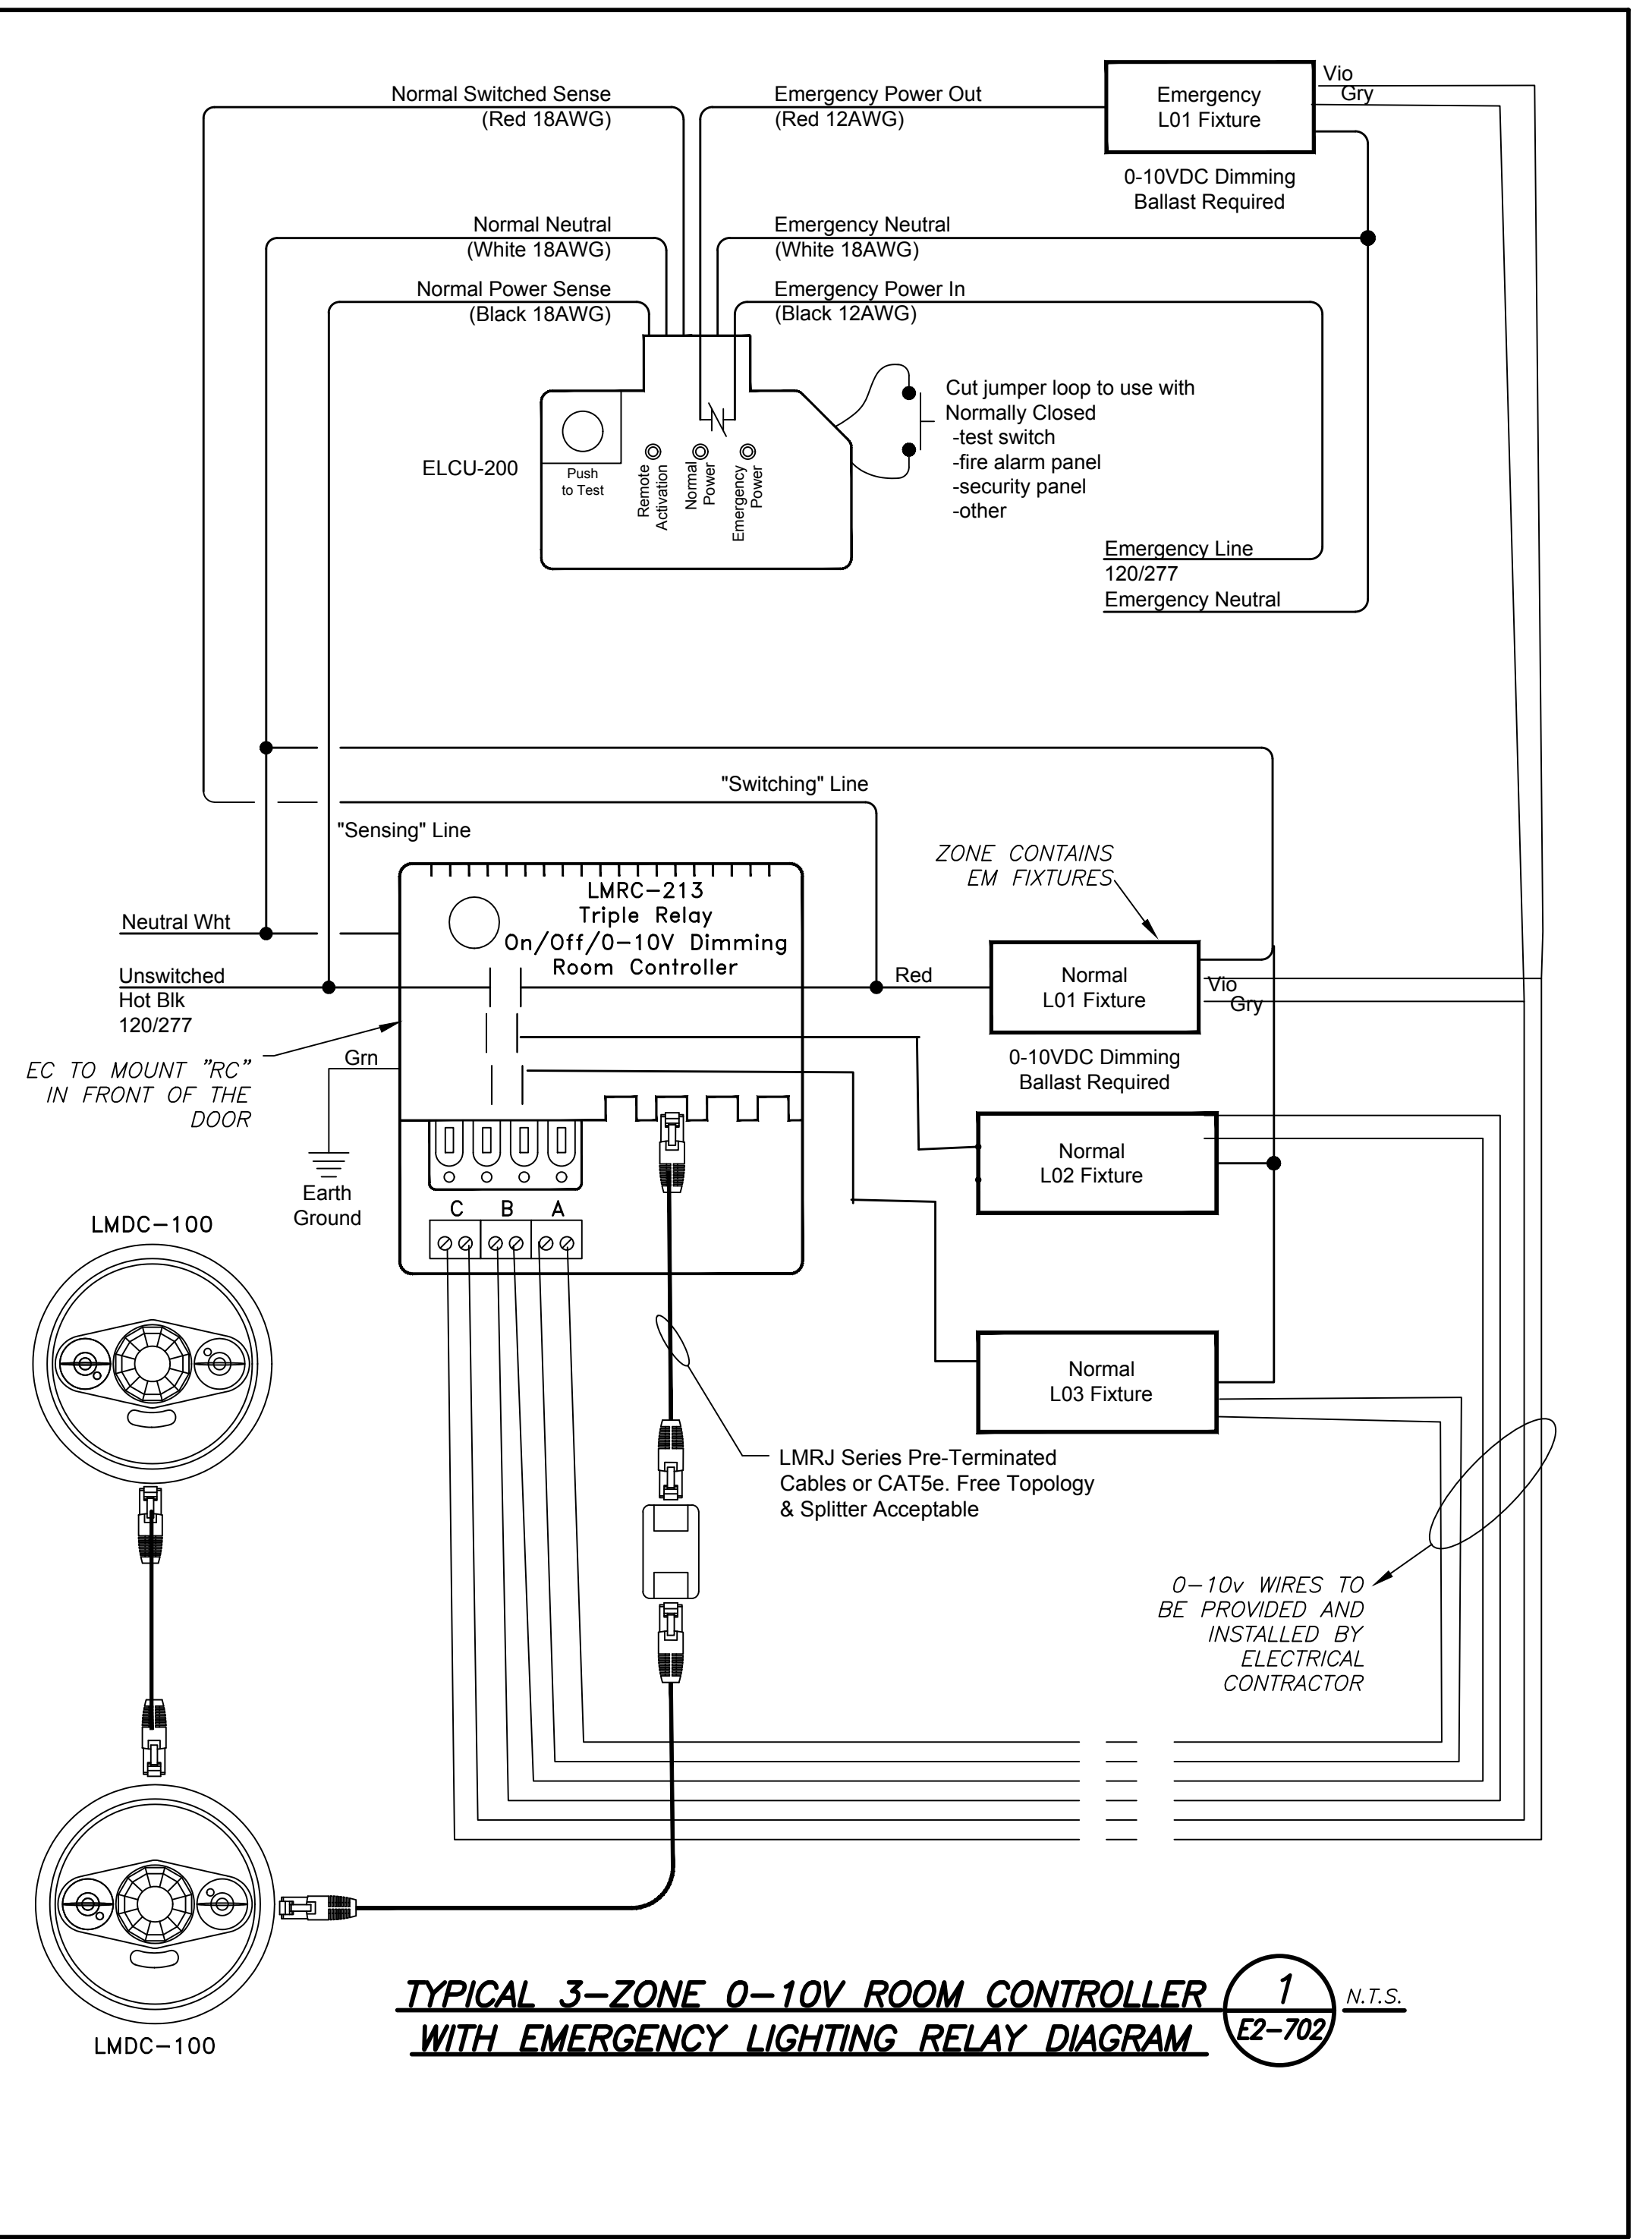 Normal Switched Sense
(Red 18AWG)
Emergency Power Out
(Red 12AWG)
Emergency
L01 Fixture
Vio
Gry
0-10VDC Dimming
Ballast Required
Normal Neutral
(White 18AWG)
Emergency Neutral
(White 18AWG)
Normal Power Sense
(Black 18AWG)
Emergency Power In
(Black 12AWG)
ELCU-200
Push
to Test
Remote
Activation
Normal
Power
Emergency
Power
Cut jumper loop to use with
Normally Closed
-test switch
-fire alarm panel
-security panel
-other
Emergency Line
120/277
Emergency Neutral
"Switching" Line
"Sensing" Line
ZONE CONTAINS
EM FIXTURES
LMRC-213
Triple Relay
On/Off/0-10V Dimming
Room Controller
Neutral Wht
Unswitched
Hot Blk
120/277
Red
Normal
L01 Fixture
Vio
Gry
0-10VDC Dimming
Ballast Required
EC TO MOUNT "RC"
IN FRONT OF THE
DOOR
Grn
Earth
Ground
Normal
L02 Fixture
C B A
LMDC-100
Normal
L03 Fixture
LMRJ Series Pre-Terminated
Cables or CAT5e. Free Topology
& Splitter Acceptable
0-10v WIRES TO
BE PROVIDED AND
INSTALLED BY
ELECTRICAL
CONTRACTOR
LMDC-100
TYPICAL 3-ZONE 0-10V ROOM CONTROLLER
WITH EMERGENCY LIGHTING RELAY DIAGRAM
1
E2-702
N.T.S.